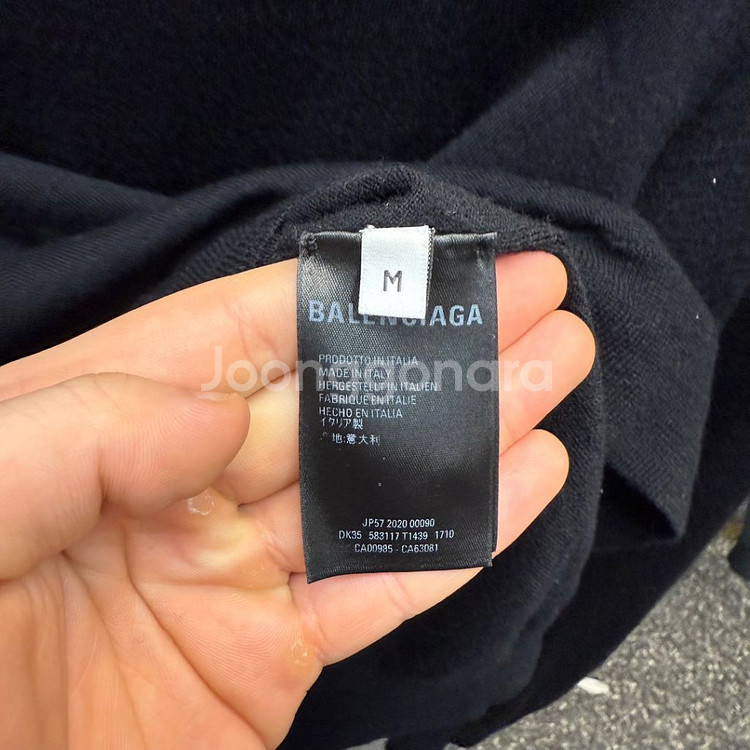 M
BALENCIAGA
PRODOTTO IN ITALIA
MADE IN ITALY
HERGESTELLT IN ITALIEN
FABRIQUE EN ITALIE
HECHO EN ITALIA
イタリア製
地:意大利
JP57 2020 00090
DK35 583117 T1439 1710
CA00985 - CA63081